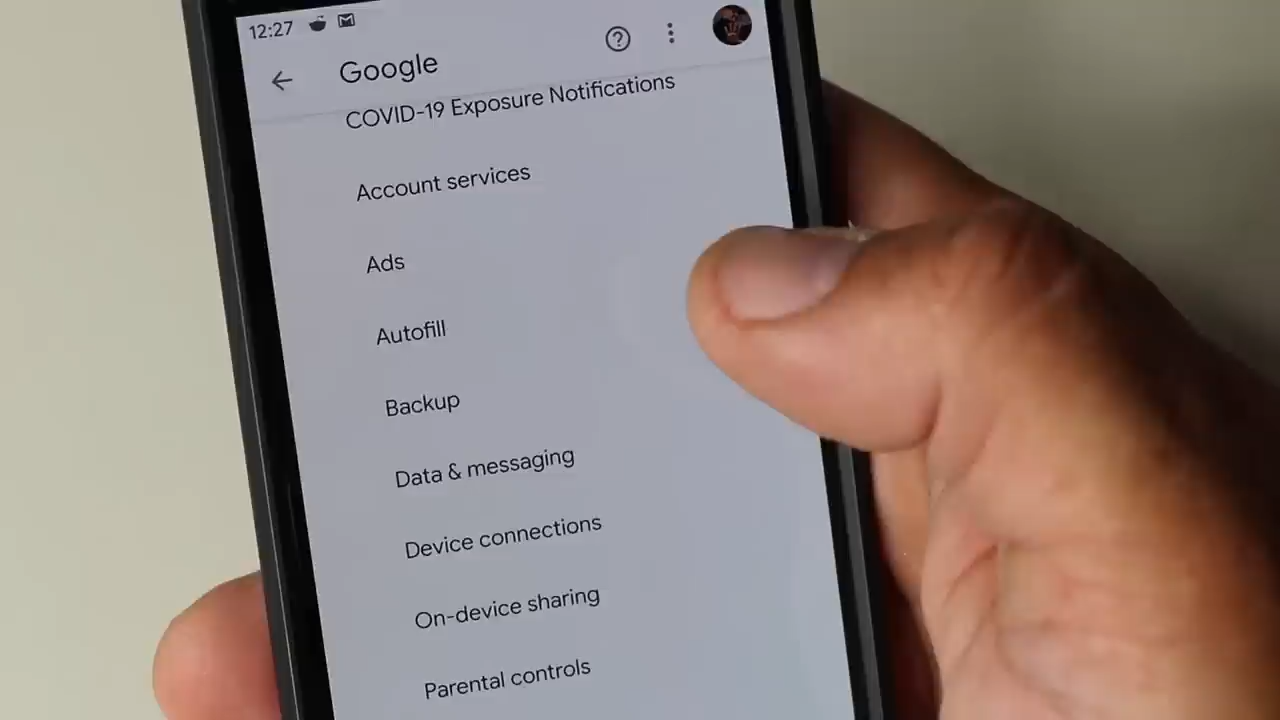 12:27
Google
COVID-19 Exposure Notifications
Account services
Ads
Autofill
Backup
Data & messaging
Device connections
On-device sharing
Parental controls